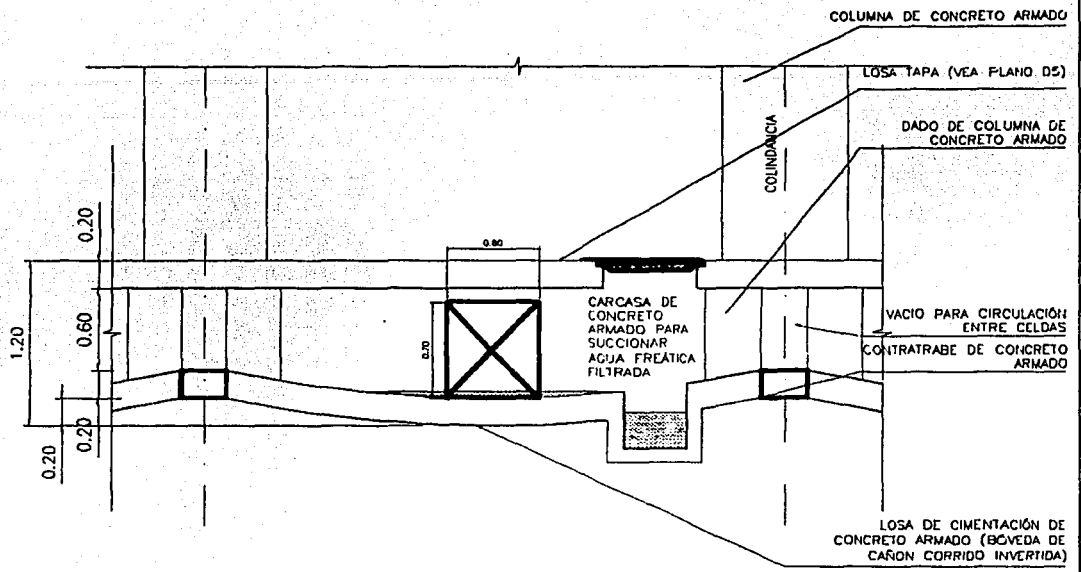 COLUMNA DE CONCRETO ARMADO
LOSA TAPA (VEA PLANO D5)
DADO DE COLUMNA DE
CONCRETO ARMADO
COLINDANCIA
0.20
0.80
1.20
0.60
0.70
CARCASA DE
CONCRETO
ARMADO PARA
SUCCIONAR
AGUA FREÁTICA
FILTRADA
VACIO PARA CIRCULACIÓN
ENTRE CELDAS
CONTRATRABE DE CONCRETO
ARMADO
0.20
0.20
LOSA DE CIMENTACIÓN DE
CONCRETO ARMADO (BÓVEDA DE
CAÑON CORRIDO INVERTIDA)